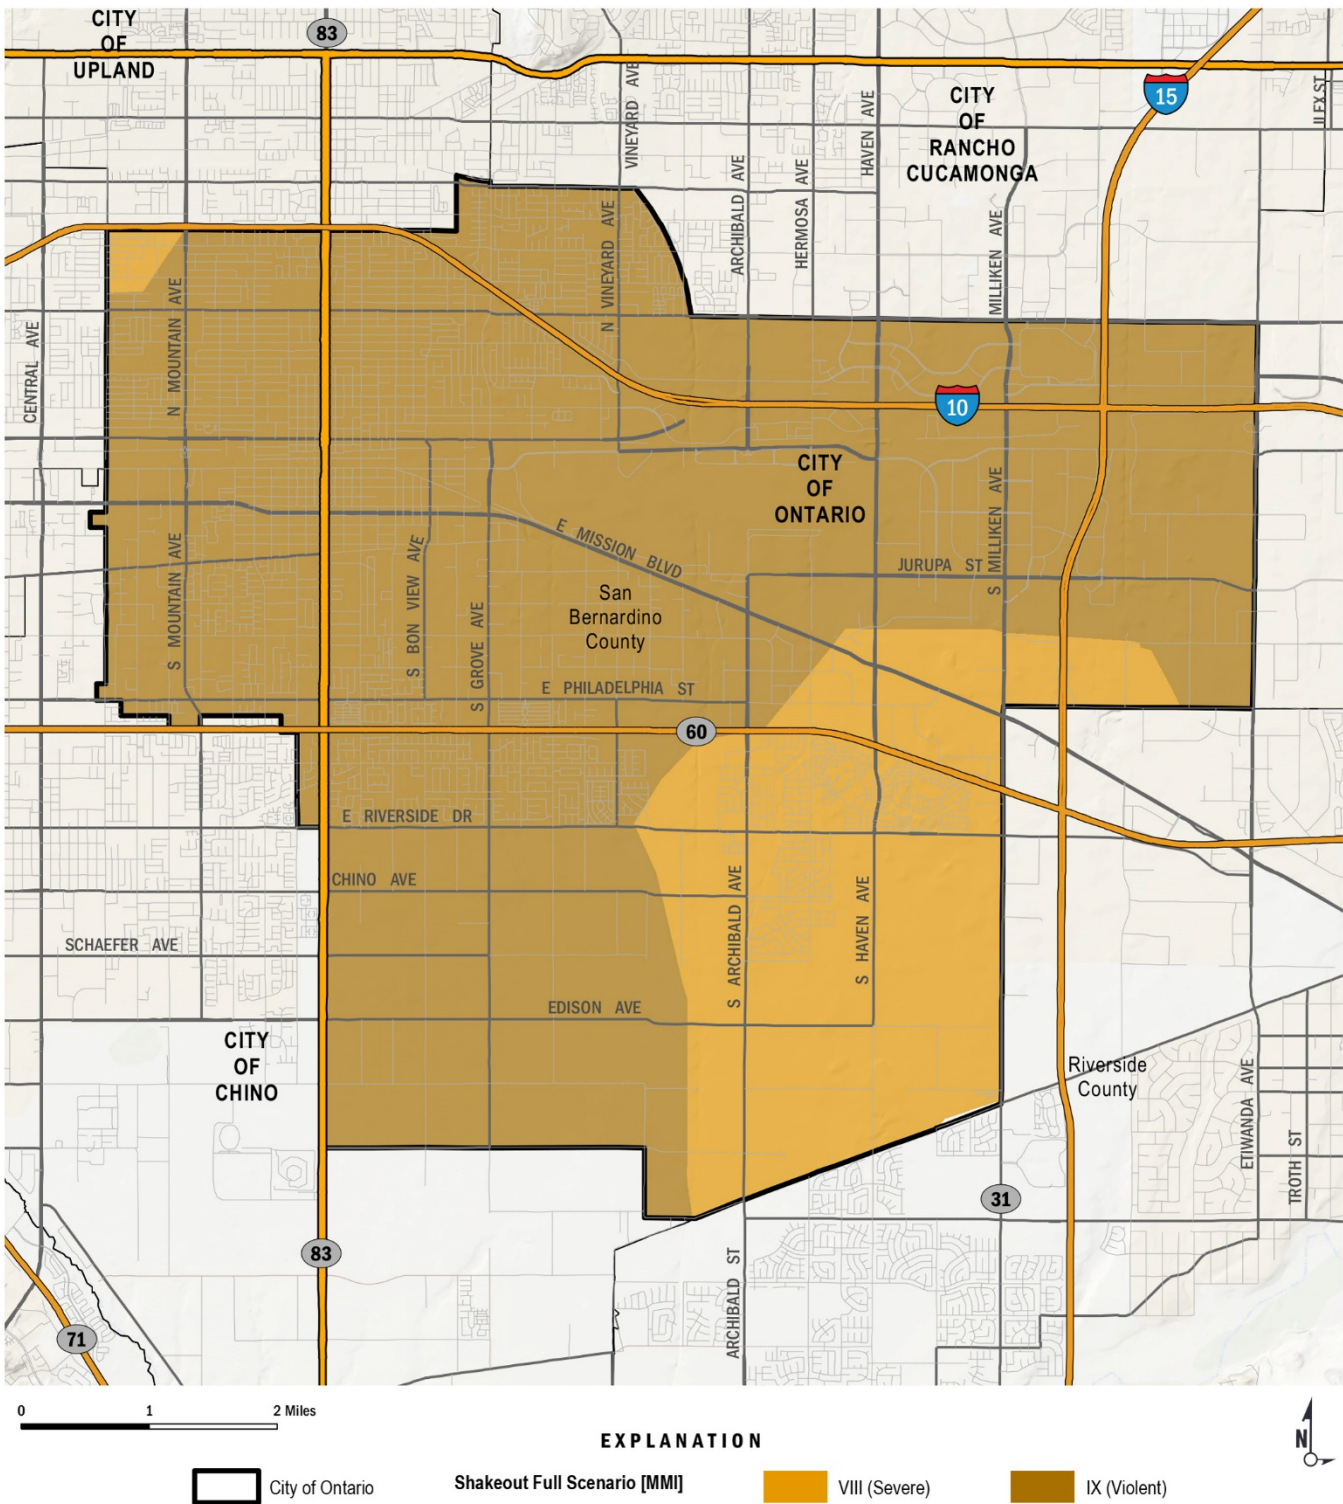 CITY
OF
UPLAND
83
VINEYARD AVE
15
ILEX ST
CITY
OF
RANCHO
CUCAMONGA
HAVEN AVE
ARCHIBALD AVE
HERMOSA AVE
MILLIKEN AVE
N VINEYARD AVE
N MOUNTAIN AVE
CENTRAL AVE
10
CITY
OF
ONTARIO
S MILLIKEN AVE
E MISSION BLVD
JURUPA ST
S MOUNTAIN AVE
S BON VIEW AVE
S GROVE AVE
San
Bernardino
County
E PHILADELPHIA ST
60
E RIVERSIDE DR
CHINO AVE
S ARCHIBALD AVE
S HAVEN AVE
SCHAEFER AVE
EDISON AVE
CITY
OF
CHINO
Riverside
County
ETIWANDA AVE
TROTH ST
31
83
ARCHIBALD ST
71
0 1 2 Miles
N
EXPLANATION
City of Ontario
Shakeout Full Scenario [MMI]
VIII (Severe)
IX (Violent)